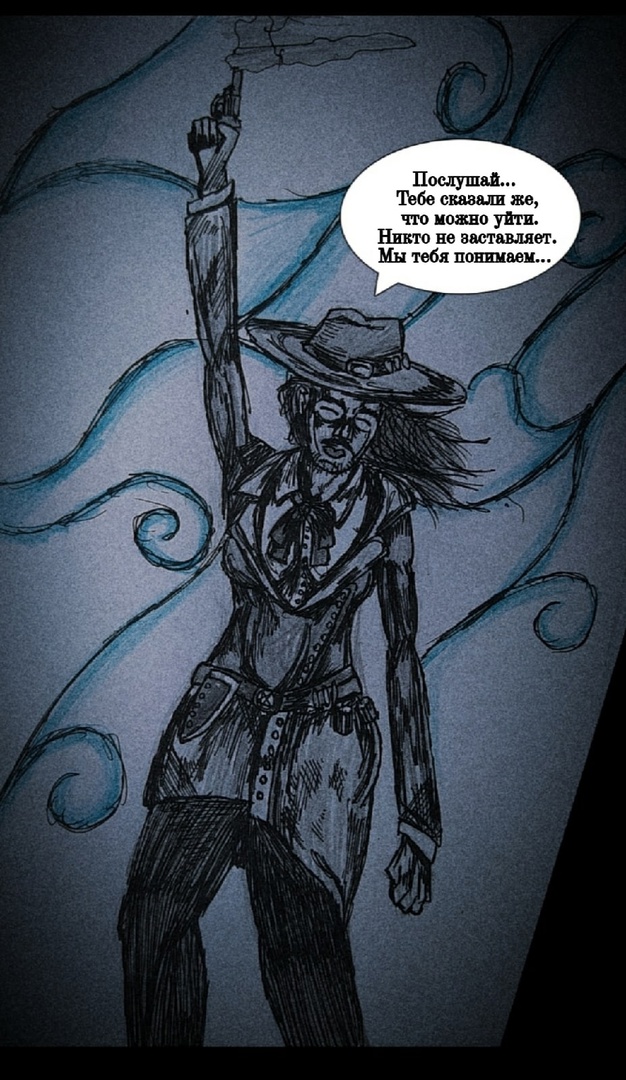 Послушай...
Тебе сказали же,
что можно уйти.
Никто не заставляет.
Мы тебя понимаем...